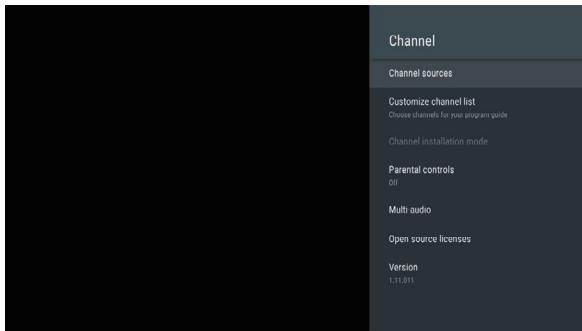 Channel
Channel sources
Customize channel list
Choose channels for your program guide
Channel installation mode
Parental controls
Off
Multi audio
Open source licenses
Version
1.11.011